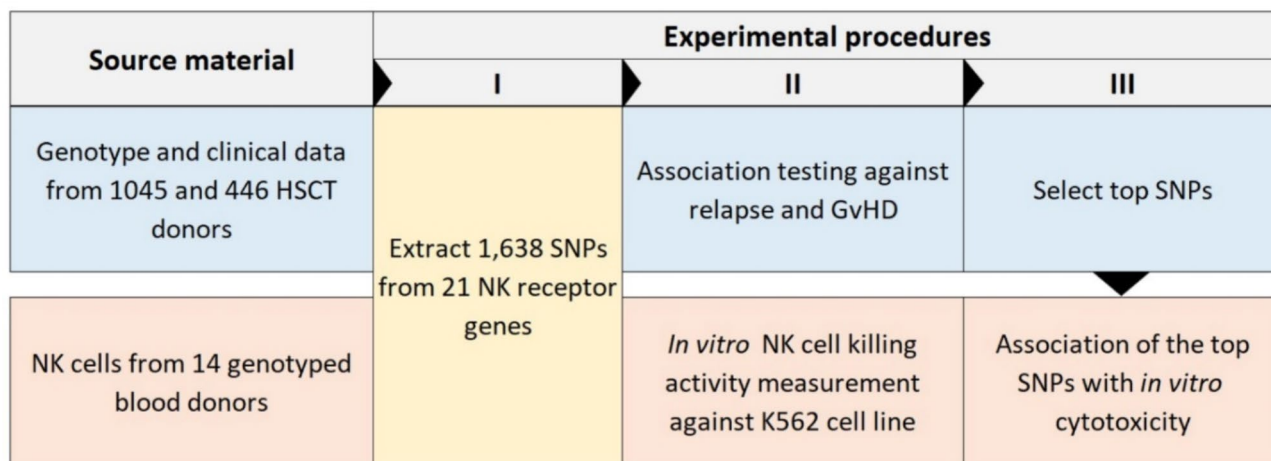 Source material
Experimental procedures
I
II
III
Genotype and clinical data
from 1045 and 446 HSCT
donors
Extract 1,638 SNPs
from 21 NK receptor
genes
Association testing against
relapse and GvHD
Select top SNPs
NK cells from 14 genotyped
blood donors
In vitro NK cell killing
activity measurement
against K562 cell line
Association of the top
SNPs with in vitro
cytotoxicity